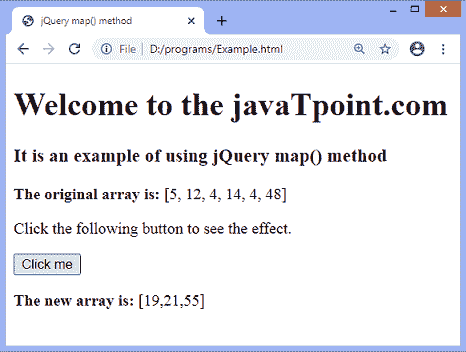 jQuery map() method
File | D:/programs/Example.html
Welcome to the javaTpoint.com
It is an example of using jQuery map() method
The original array is: [5, 12, 4, 14, 4, 48]
Click the following button to see the effect.
Click me
The new array is: [19,21,55]